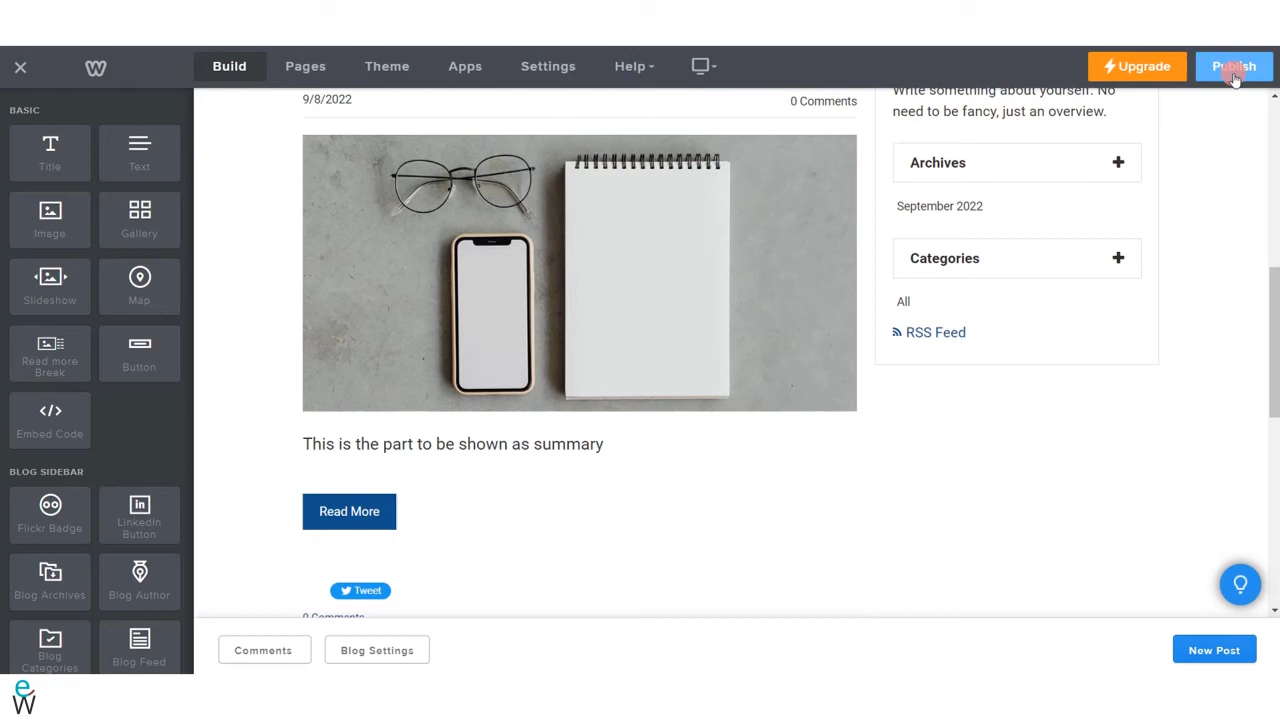 Build
Pages
Theme
Apps
Settings
Help
Upgrade
Publish
BASIC
Title
Text
Image
Gallery
Slideshow
Map
Read more
Break
Button
Embed Code
BLOG SIDEBAR
Flickr Badge
LinkedIn
Button
Blog Archives
Blog Author
Blog
Categories
Blog Feed
9/8/2022
0 Comments
This is the part to be shown as summary
Read More
Tweet
0 Comments
Write something about yourself. No
need to be fancy, just an overview.
Archives
September 2022
Categories
All
RSS Feed
Comments
Blog Settings
New Post
eW